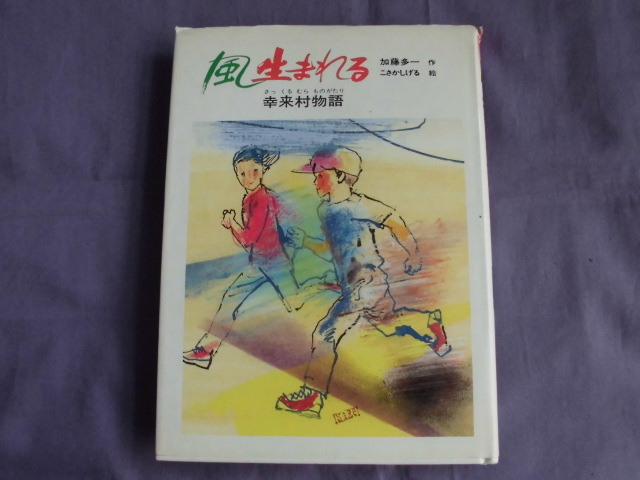 風生まれる
加藤多一 作
こさかしげる 絵
さっ くる むら ものがたり
幸来村物語